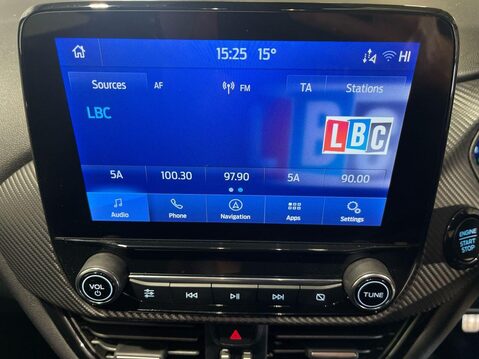 15:25 15° HI
Sources AF FM TA Stations
LBC
LBC
5A 100.30 97.90 5A 90.00
Audio Phone Navigation Apps Settings
VOL TUNE
ENGINE
START
STOP